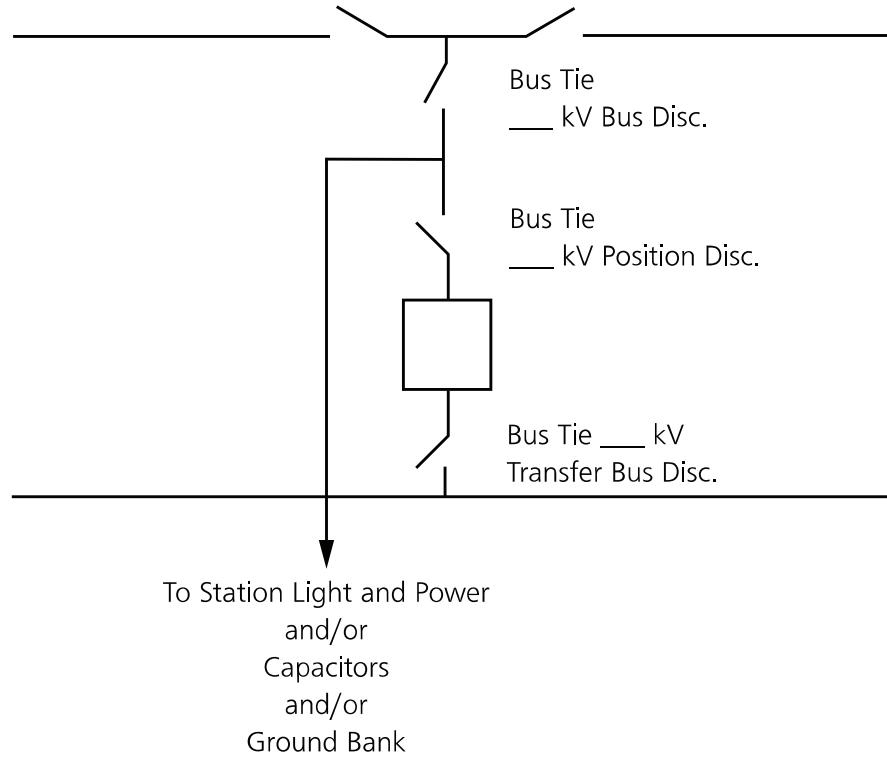 Bus Tie
___ kV Bus Disc.
Bus Tie
___ kV Position Disc.
Bus Tie ___ kV
Transfer Bus Disc.
To Station Light and Power
and/or
Capacitors
and/or
Ground Bank